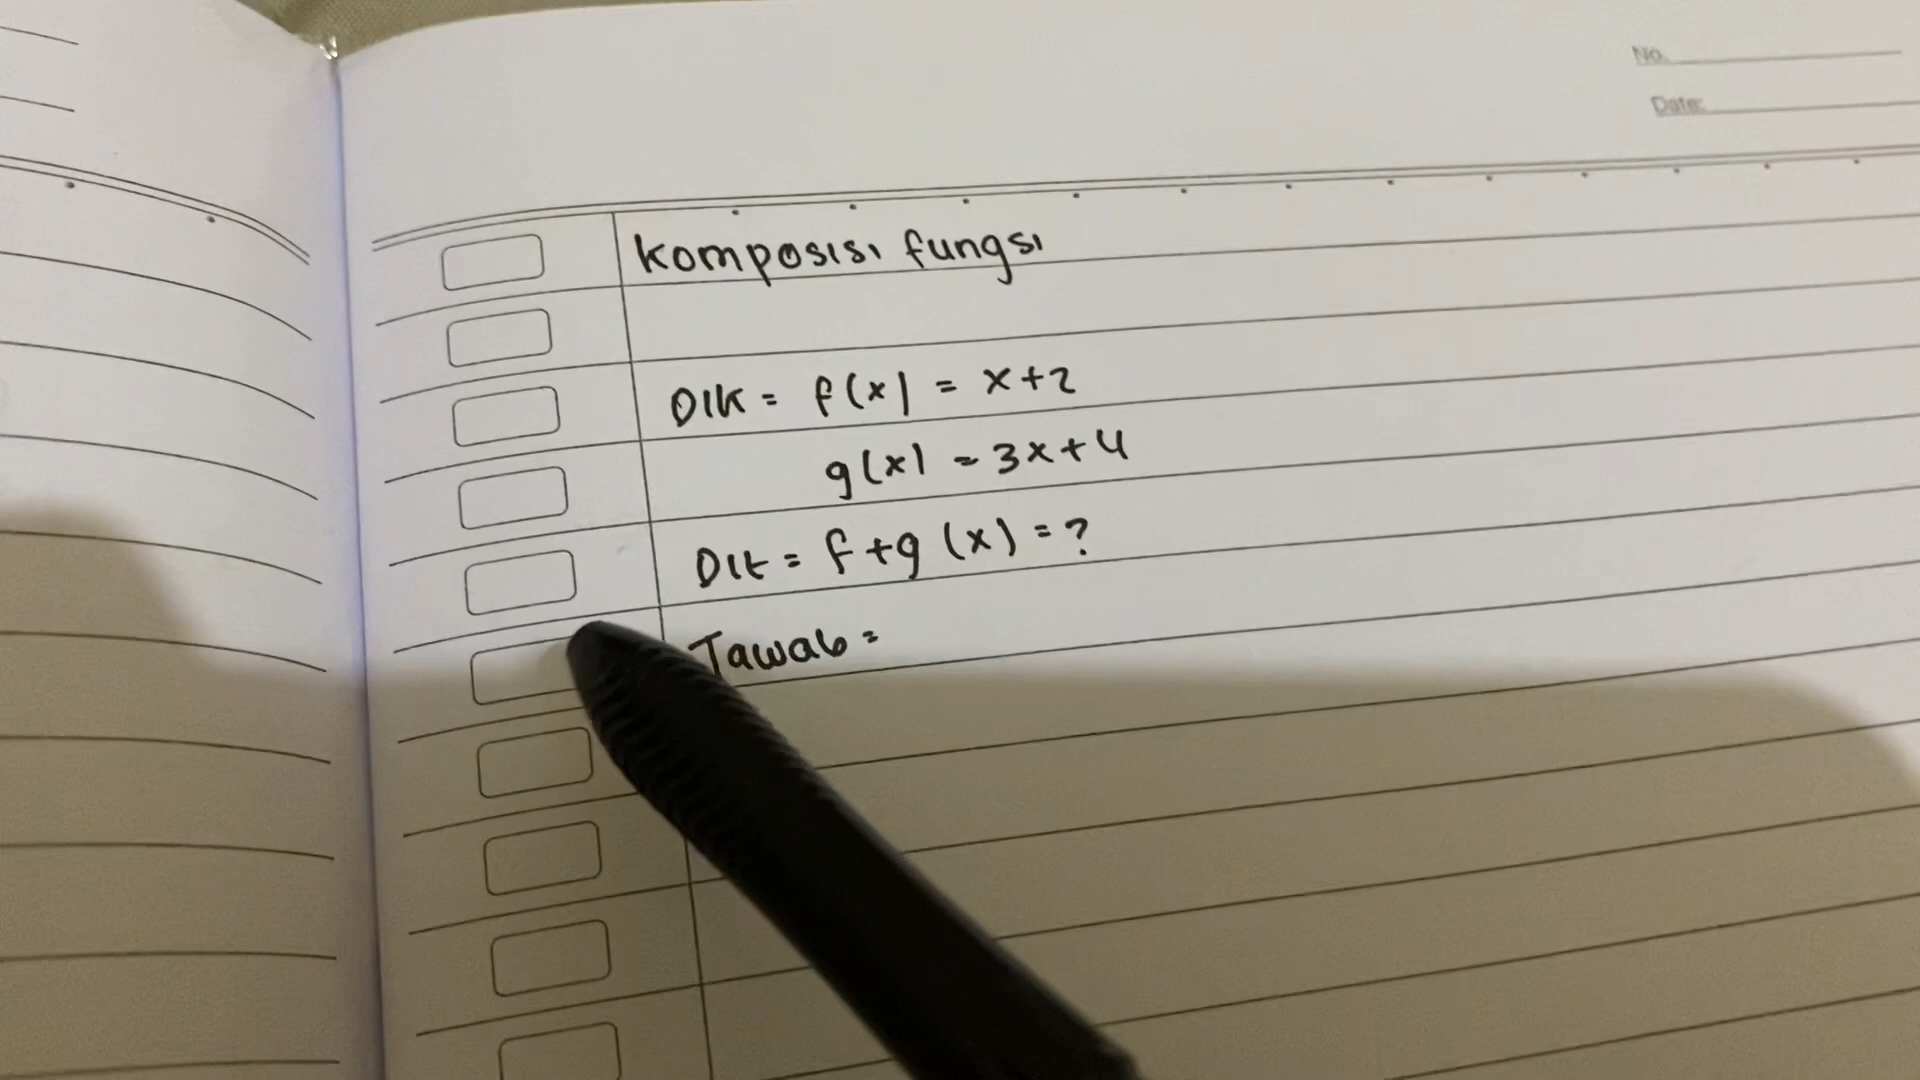 No.
Date:
Komposisi fungsi
Dik = f(x) = x+2
g(x) = 3x+4
Dit = f+g (x) = ?
Jawab =